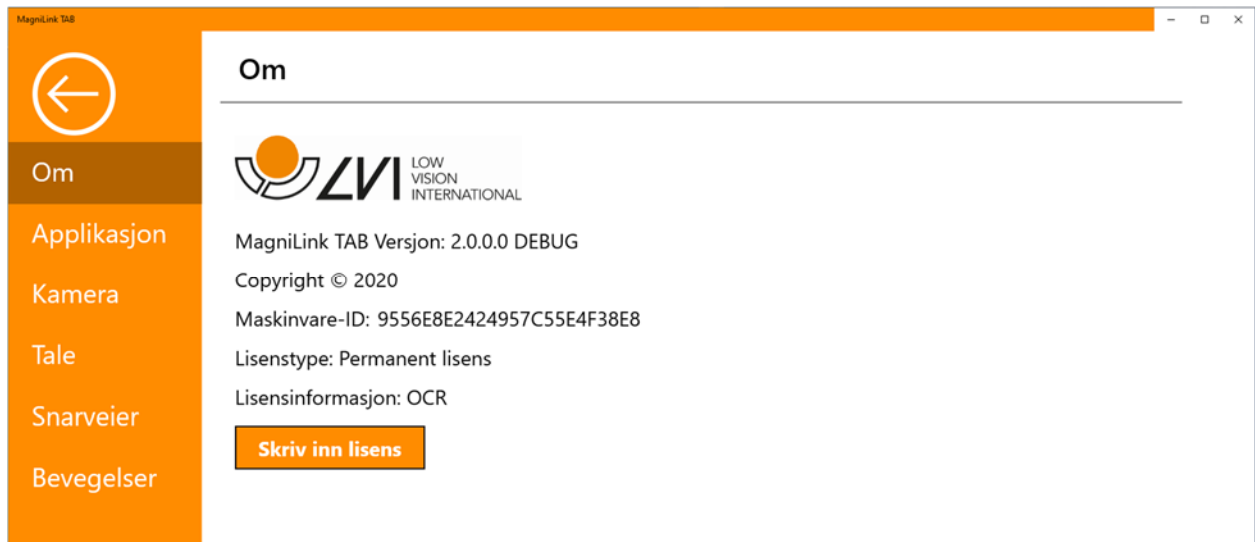 MagniLink TAB
Om
Om
Applikasjon
Kamera
Tale
Snarveier
Bevegelser
LVI LOW
VISION
INTERNATIONAL
MagniLink TAB Versjon: 2.0.0.0 DEBUG
Copyright © 2020
Maskinvare-ID: 9556E8E2424957C55E4F38E8
Lisenstype: Permanent lisens
Lisensinformasjon: OCR
Skriv inn lisens